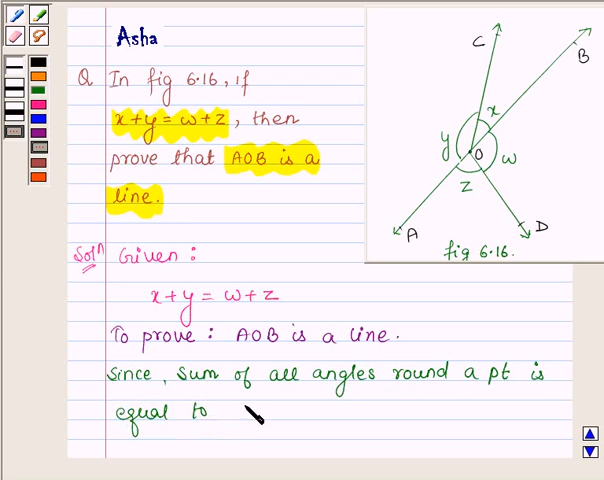 Asha
Q In fig 6.16, if
x+y = w+z, then
prove that AOB is a
line.
Solⁿ Given :
x+y = w+z
To prove : AOB is a line.
Since, Sum of all angles round a pt is
equal to
C
B
x
y
O
w
z
A
D
fig 6.16.